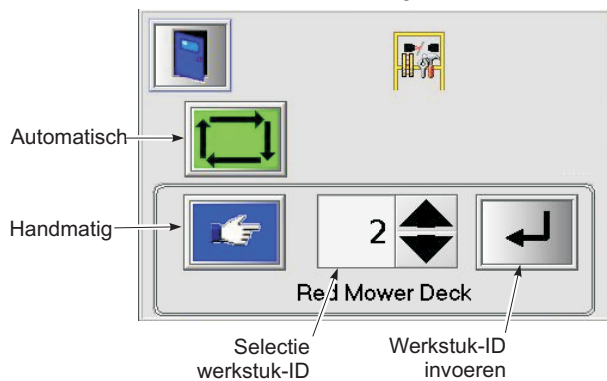 Automatisch
Handmatig
2
Red Mower Deck
Selectie
werkstuk-ID
Werkstuk-ID
invoeren